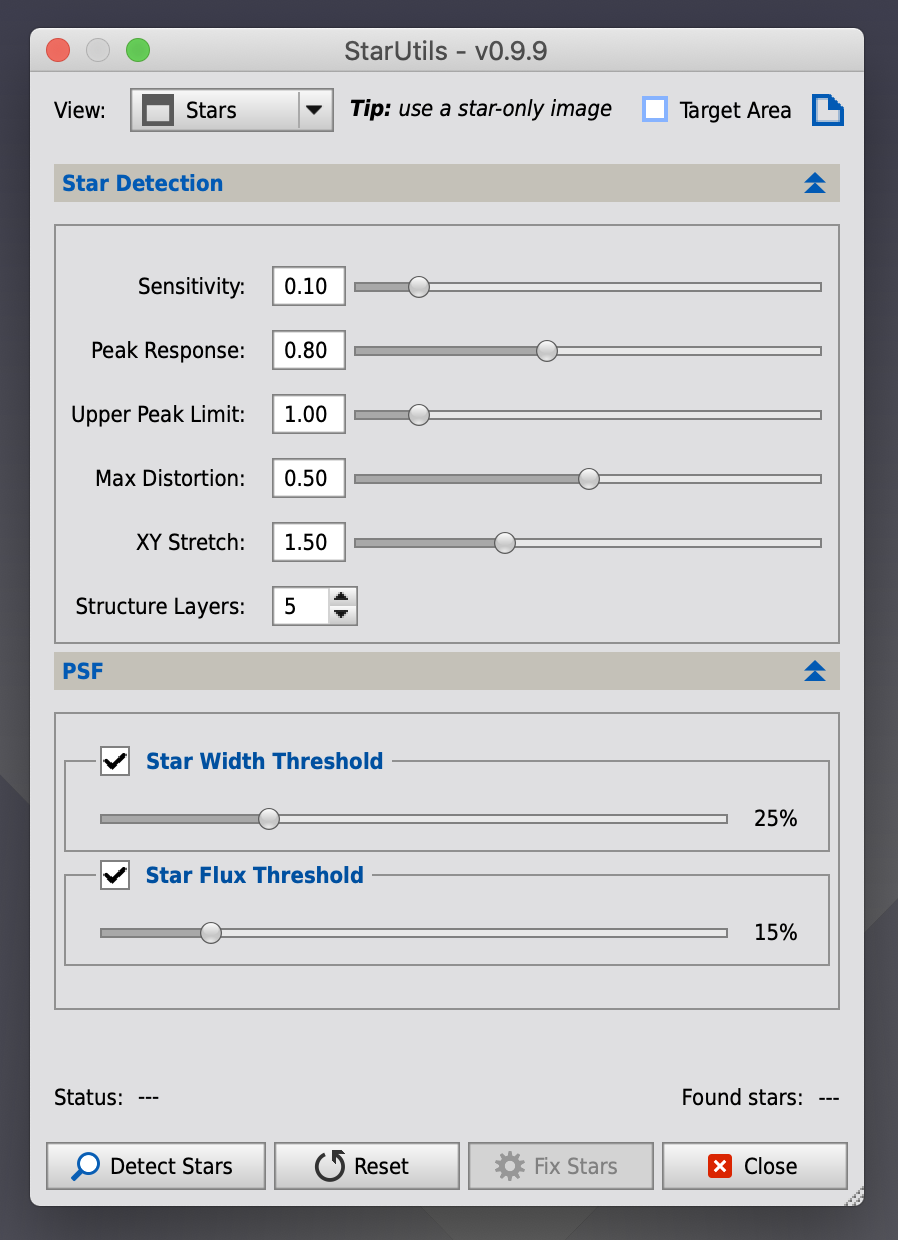 StarUtils - v0.9.9
View: Stars Tip: use a star-only image Target Area
Star Detection
Sensitivity: 0.10
Peak Response: 0.80
Upper Peak Limit: 1.00
Max Distortion: 0.50
XY Stretch: 1.50
Structure Layers: 5
PSF
Star Width Threshold
25%
Star Flux Threshold
15%
Status: --- Found stars: ---
Detect Stars Reset Fix Stars Close